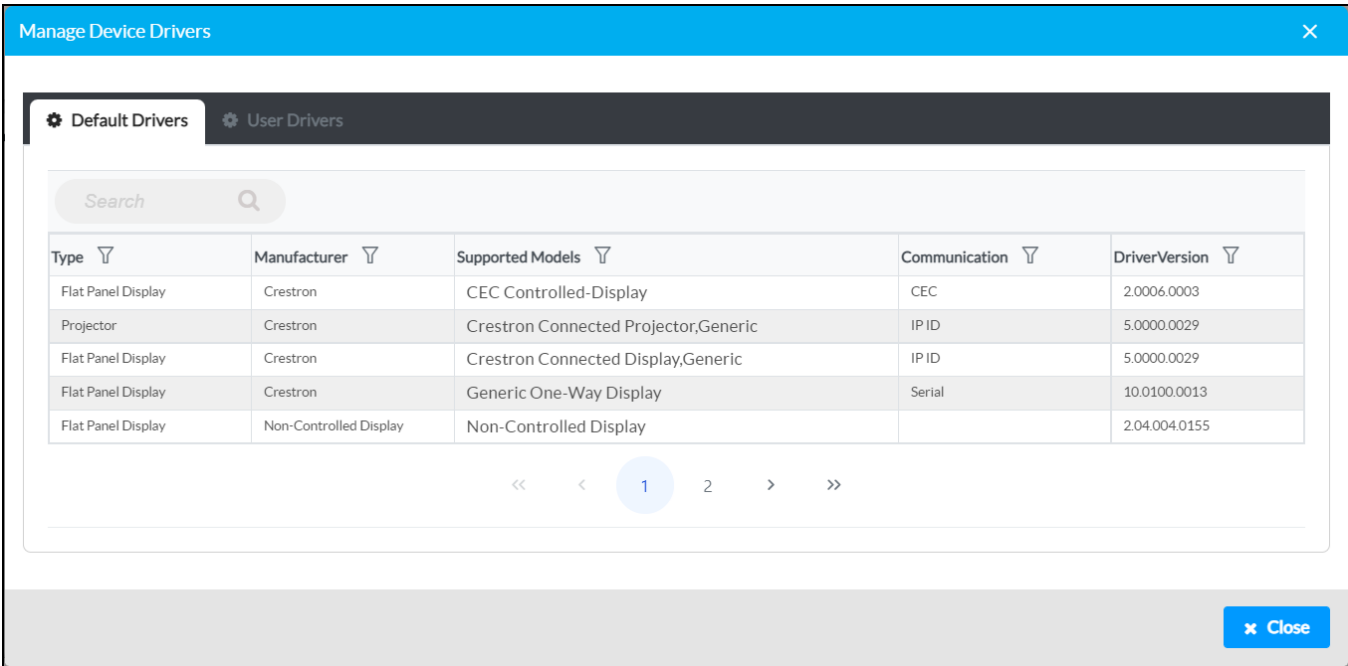 Manage Device Drivers
Default Drivers User Drivers
Search
Type Manufacturer Supported Models Communication DriverVersion
Flat Panel Display Crestron CEC Controlled-Display CEC 2.0006.0003
Projector Crestron Crestron Connected Projector,Generic IP ID 5.0000.0029
Flat Panel Display Crestron Crestron Connected Display,Generic IP ID 5.0000.0029
Flat Panel Display Crestron Generic One-Way Display Serial 10.0100.0013
Flat Panel Display Non-Controlled Display Non-Controlled Display 2.04.004.0155
1 2
Close